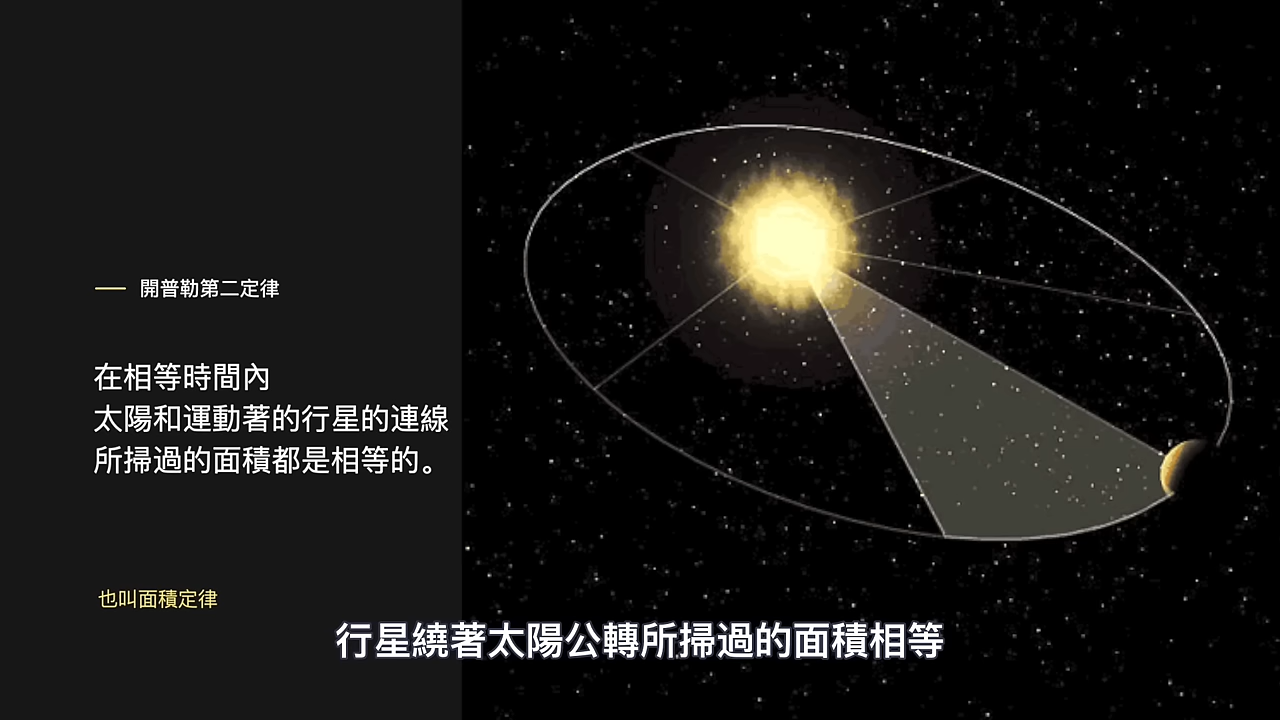 開普勒第二定律
在相等時間內
太陽和運動著的行星的連線
所掃過的面積都是相等的。
也叫面積定律
行星繞著太陽公轉所掃過的面積相等